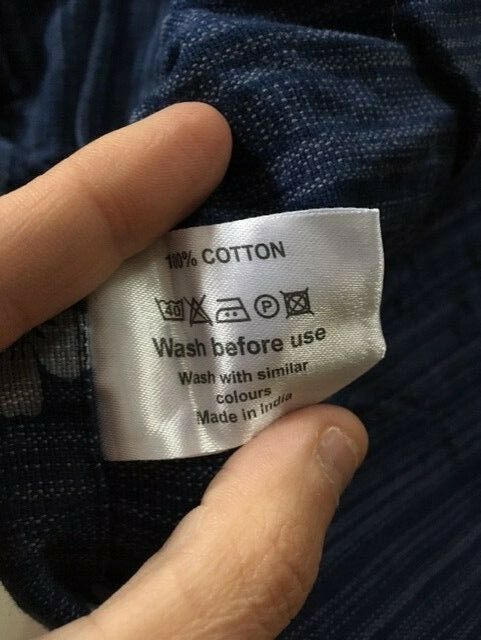 100% COTTON
40 P
Wash before use
Wash with similar
colours
Made in India